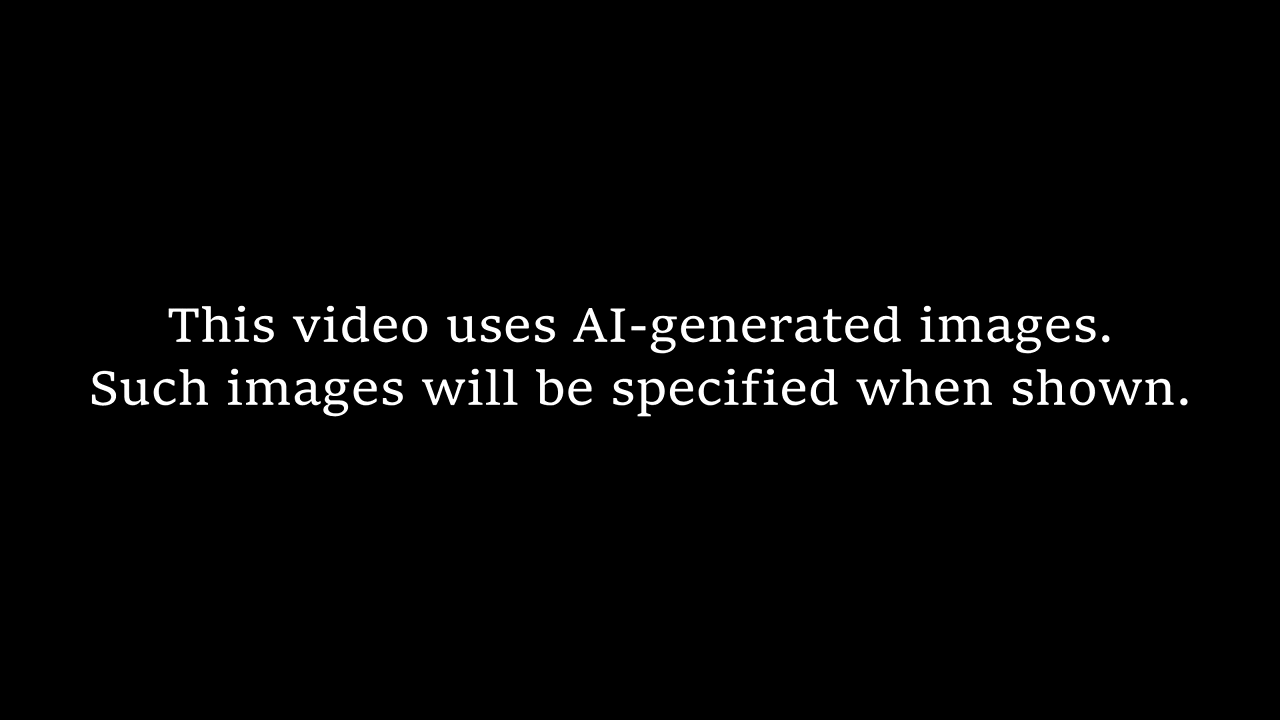 This video uses AI-generated images.
Such images will be specified when shown.